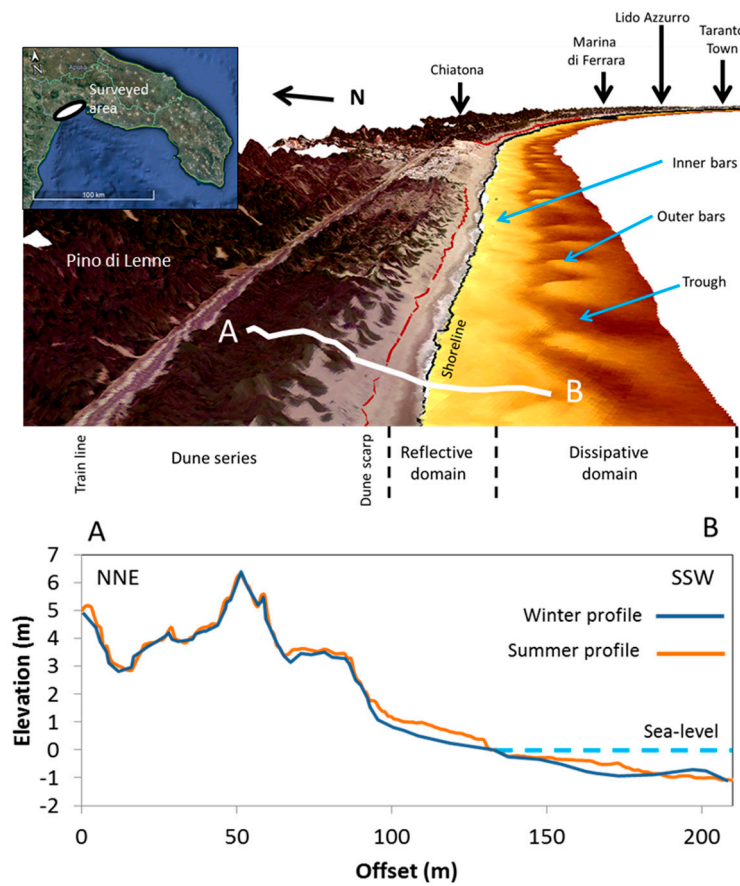 Lido Azzurro
Taranto
Town
Marina
di Ferrara
Chiatona
N
N
Surveyed
area
100 km
Inner bars
Outer bars
Trough
Pino di Lenne
A
B
Shoreline
Train line
Dune series
Dune scarp
Reflective
domain
Dissipative
domain
A
B
7
6
5
4
3
2
1
0
-1
-2
NNE
SSW
Winter profile
Summer profile
Sea-level
Elevation (m)
0
50
100
150
200
Offset (m)